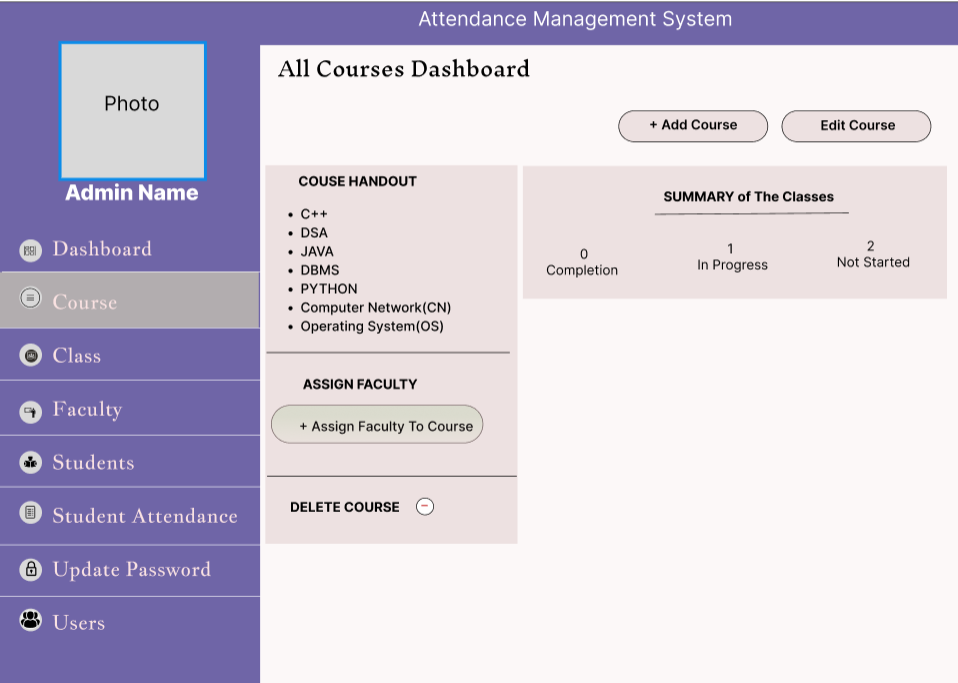 Attendance Management System
Photo
Admin Name
Dashboard
Course
Class
Faculty
Students
Student Attendance
Update Password
Users
All Courses Dashboard
+ Add Course
Edit Course
COUSE HANDOUT
• C++
• DSA
• JAVA
• DBMS
• PYTHON
• Computer Network(CN)
• Operating System(OS)
ASSIGN FACULTY
+ Assign Faculty To Course
DELETE COURSE
SUMMARY of The Classes
0
Completion
1
In Progress
2
Not Started